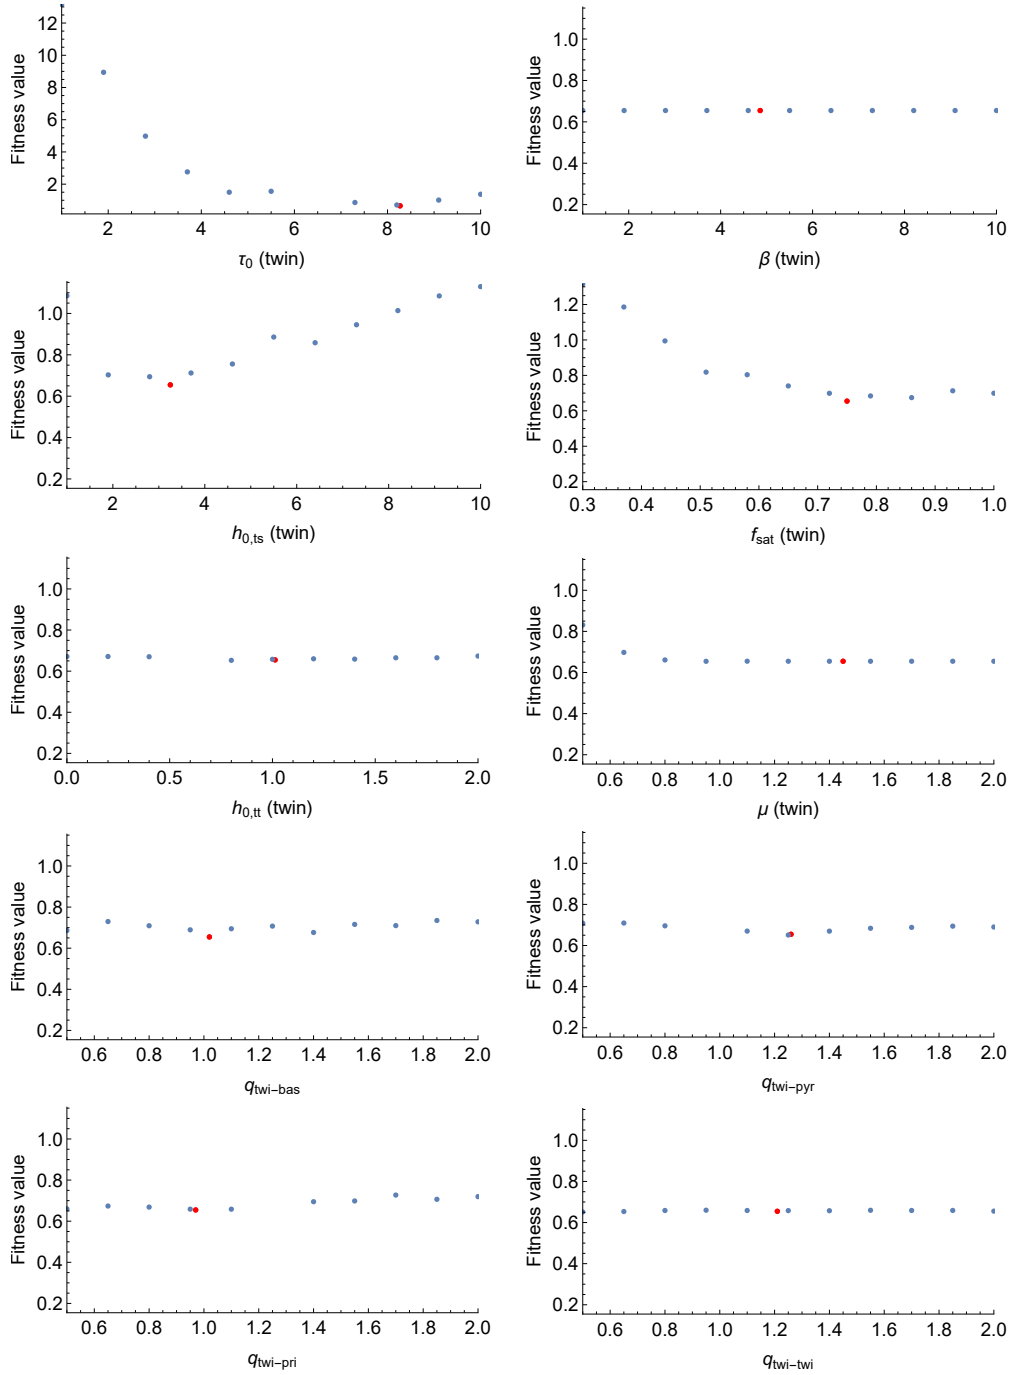 Fitness value
12
10
8
6
4
2
2 4 6 8 10
τ0 (twin)
Fitness value
1.0
0.8
0.6
0.4
0.2
2 4 6 8 10
β (twin)
Fitness value
1.0
0.8
0.6
0.4
0.2
2 4 6 8 10
h0,ts (twin)
Fitness value
1.2
1.0
0.8
0.6
0.4
0.2
0.3 0.4 0.5 0.6 0.7 0.8 0.9 1.0
fsat (twin)
Fitness value
1.0
0.8
0.6
0.4
0.2
0.0 0.5 1.0 1.5 2.0
h0,tt (twin)
Fitness value
1.0
0.8
0.6
0.4
0.2
0.6 0.8 1.0 1.2 1.4 1.6 1.8 2.0
μ (twin)
Fitness value
1.0
0.8
0.6
0.4
0.2
0.6 0.8 1.0 1.2 1.4 1.6 1.8 2.0
qtwi−bas
Fitness value
1.0
0.8
0.6
0.4
0.2
0.6 0.8 1.0 1.2 1.4 1.6 1.8 2.0
qtwi−pyr
Fitness value
1.0
0.8
0.6
0.4
0.2
0.6 0.8 1.0 1.2 1.4 1.6 1.8 2.0
qtwi−pri
Fitness value
1.0
0.8
0.6
0.4
0.2
0.6 0.8 1.0 1.2 1.4 1.6 1.8 2.0
qtwi−twi